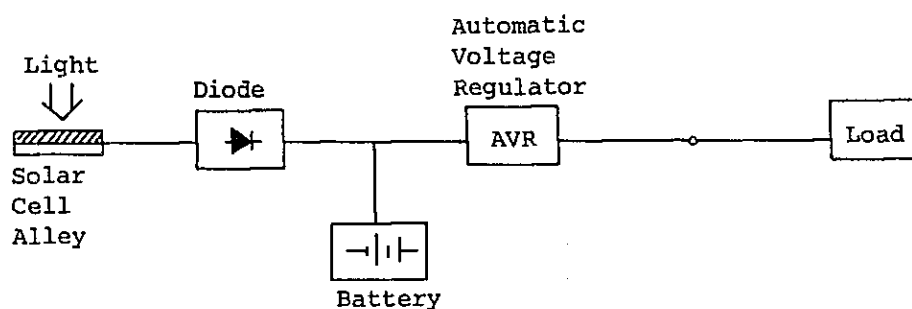 Automatic
Voltage
Regulator
Light
Diode
AVR
Load
Solar
Cell
Alley
Battery